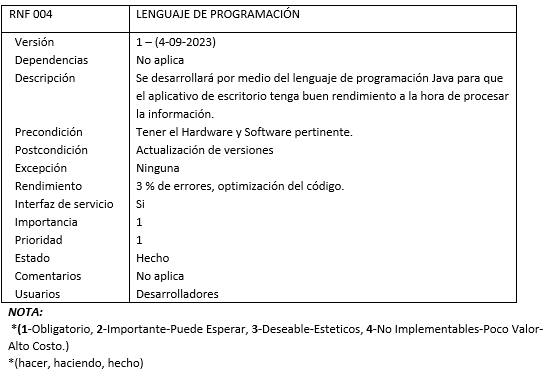 RNF 004 LENGUAJE DE PROGRAMACIÓN
Versión 1 – (4-09-2023)
Dependencias No aplica
Descripción Se desarrollará por medio del lenguaje de programación Java para que
el aplicativo de escritorio tenga buen rendimiento a la hora de procesar
la información.
Precondición Tener el Hardware y Software pertinente.
Postcondición Actualización de versiones
Excepción Ninguna
Rendimiento 3 % de errores, optimización del código.
Interfaz de servicio Si
Importancia 1
Prioridad 1
Estado Hecho
Comentarios No aplica
Usuarios Desarrolladores
NOTA:
*(1-Obligatorio, 2-Importante-Puede Esperar, 3-Deseable-Esteticos, 4-No Implementables-Poco Valor-
Alto Costo.)
*(hacer, haciendo, hecho)